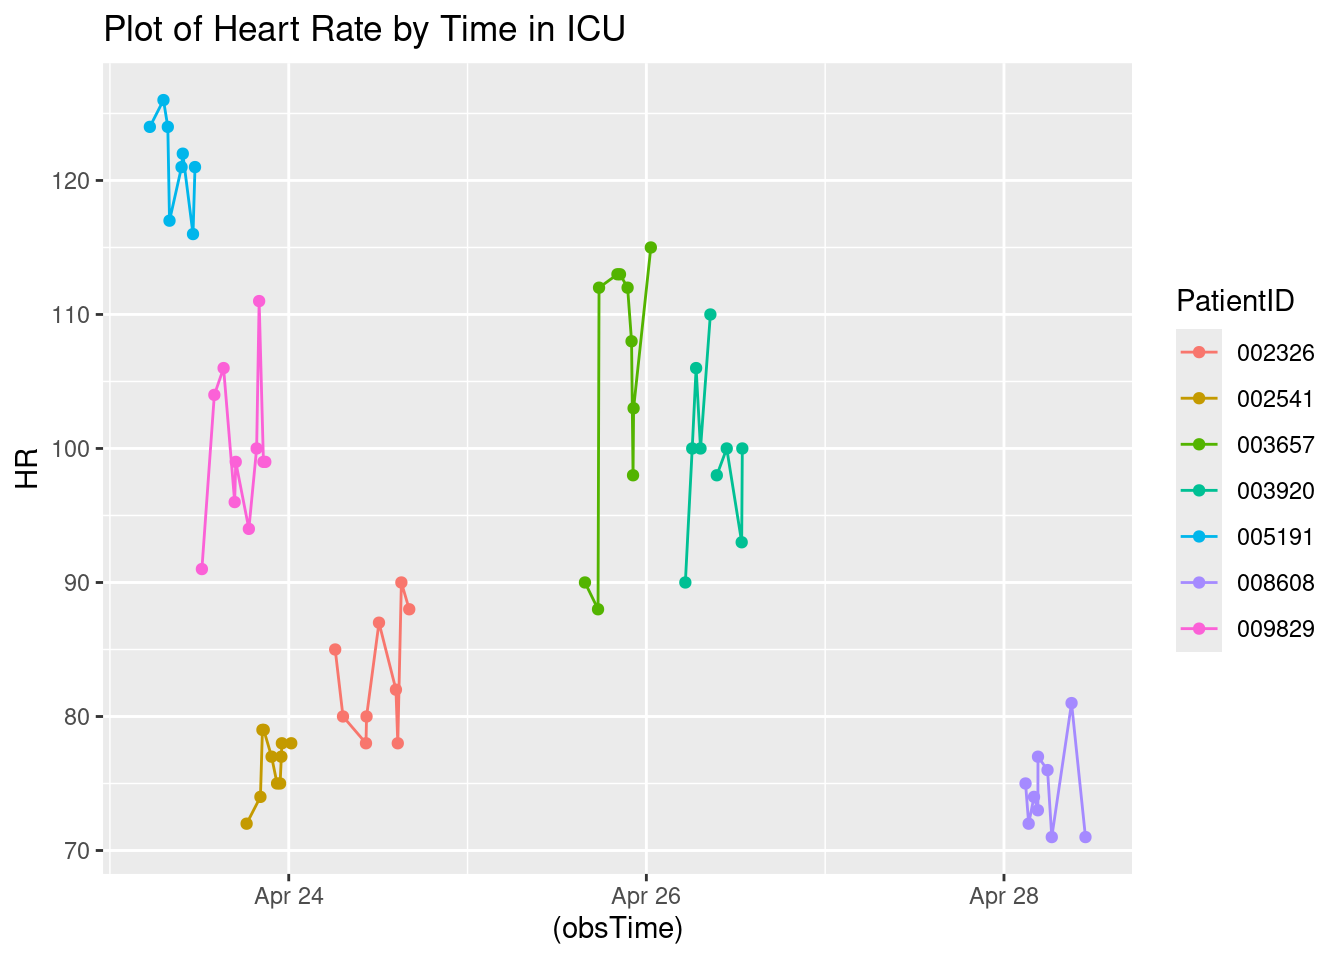 Plot of Heart Rate by Time in ICU
HR
120
110
100
90
80
70
Apr 24
Apr 26
Apr 28
(obsTime)
PatientID
002326
002541
003657
003920
005191
008608
009829